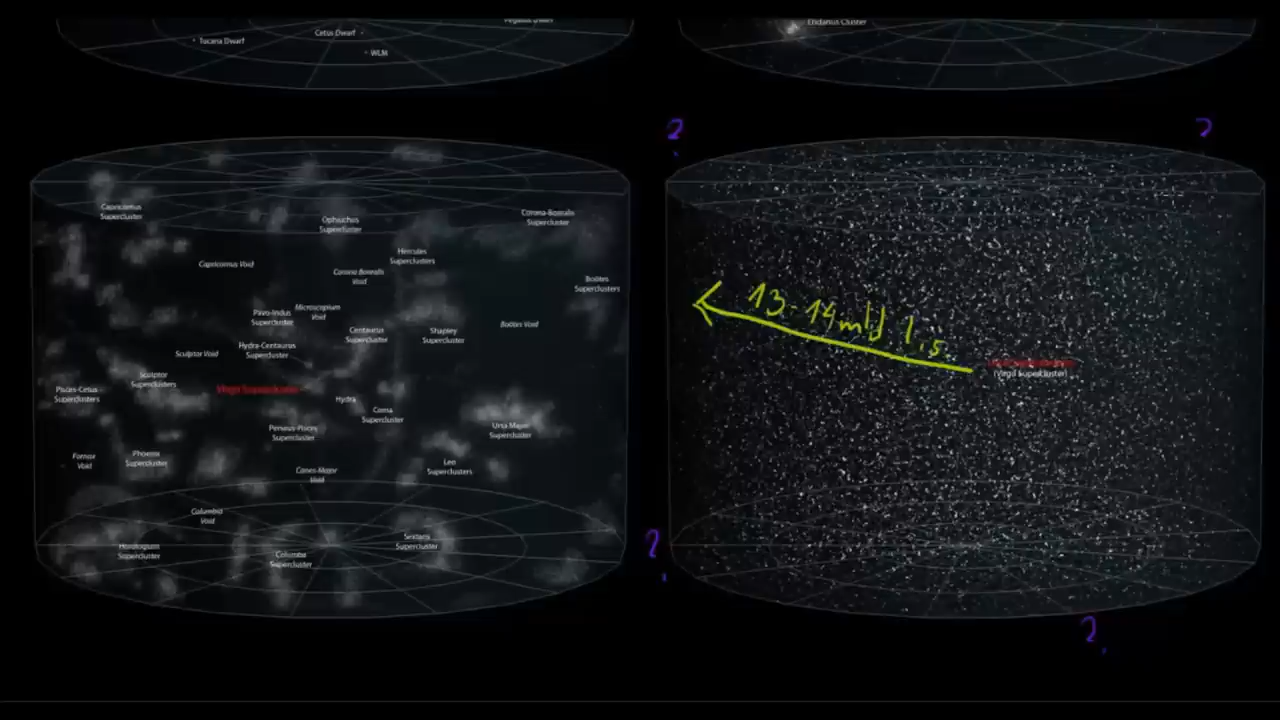 Pegasus Dwarf
Cetus Dwarf
Tucana Dwarf
WLM
Eridanus Cluster
?
?
Capricornus
Supercluster
Ophiuchus
Supercluster
Corona-Borealis
Supercluster
Hercules
Superclusters
Capricornus Void
Corona Borealis
Void
Boötes
Superclusters
Pavo-Indus
Supercluster
Microscopium
Void
Centaurus
Supercluster
Shapley
Supercluster
Boötes Void
Sculptor Void
Hydra-Centaurus
Supercluster
Sculptor
Superclusters
Pisces-Cetus
Superclusters
Virgo Supercluster
Hydra
Coma
Supercluster
Perseus-Pisces
Supercluster
Ursa Major
Supercluster
Fornax
Void
Phoenix
Supercluster
Canes-Major
Void
Leo
Superclusters
Columba
Void
Horologium
Supercluster
Columba
Supercluster
Sextans
Supercluster
13-14 mld l.s.
(Virgo Supercluster)
?
?